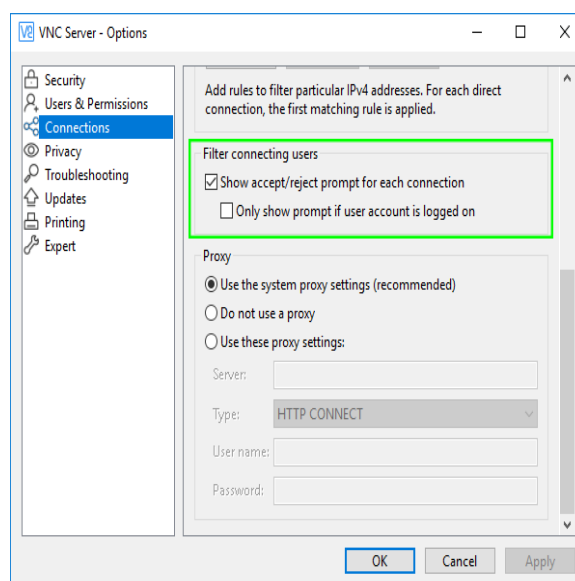 VNC Server - Options
Security
Users & Permissions
Connections
Privacy
Troubleshooting
Updates
Printing
Expert
Add rules to filter particular IPv4 addresses. For each direct
connection, the first matching rule is applied.
Filter connecting users
Show accept/reject prompt for each connection
Only show prompt if user account is logged on
Proxy
Use the system proxy settings (recommended)
Do not use a proxy
Use these proxy settings:
Server:
Type: HTTP CONNECT
User name:
Password:
OK Cancel Apply